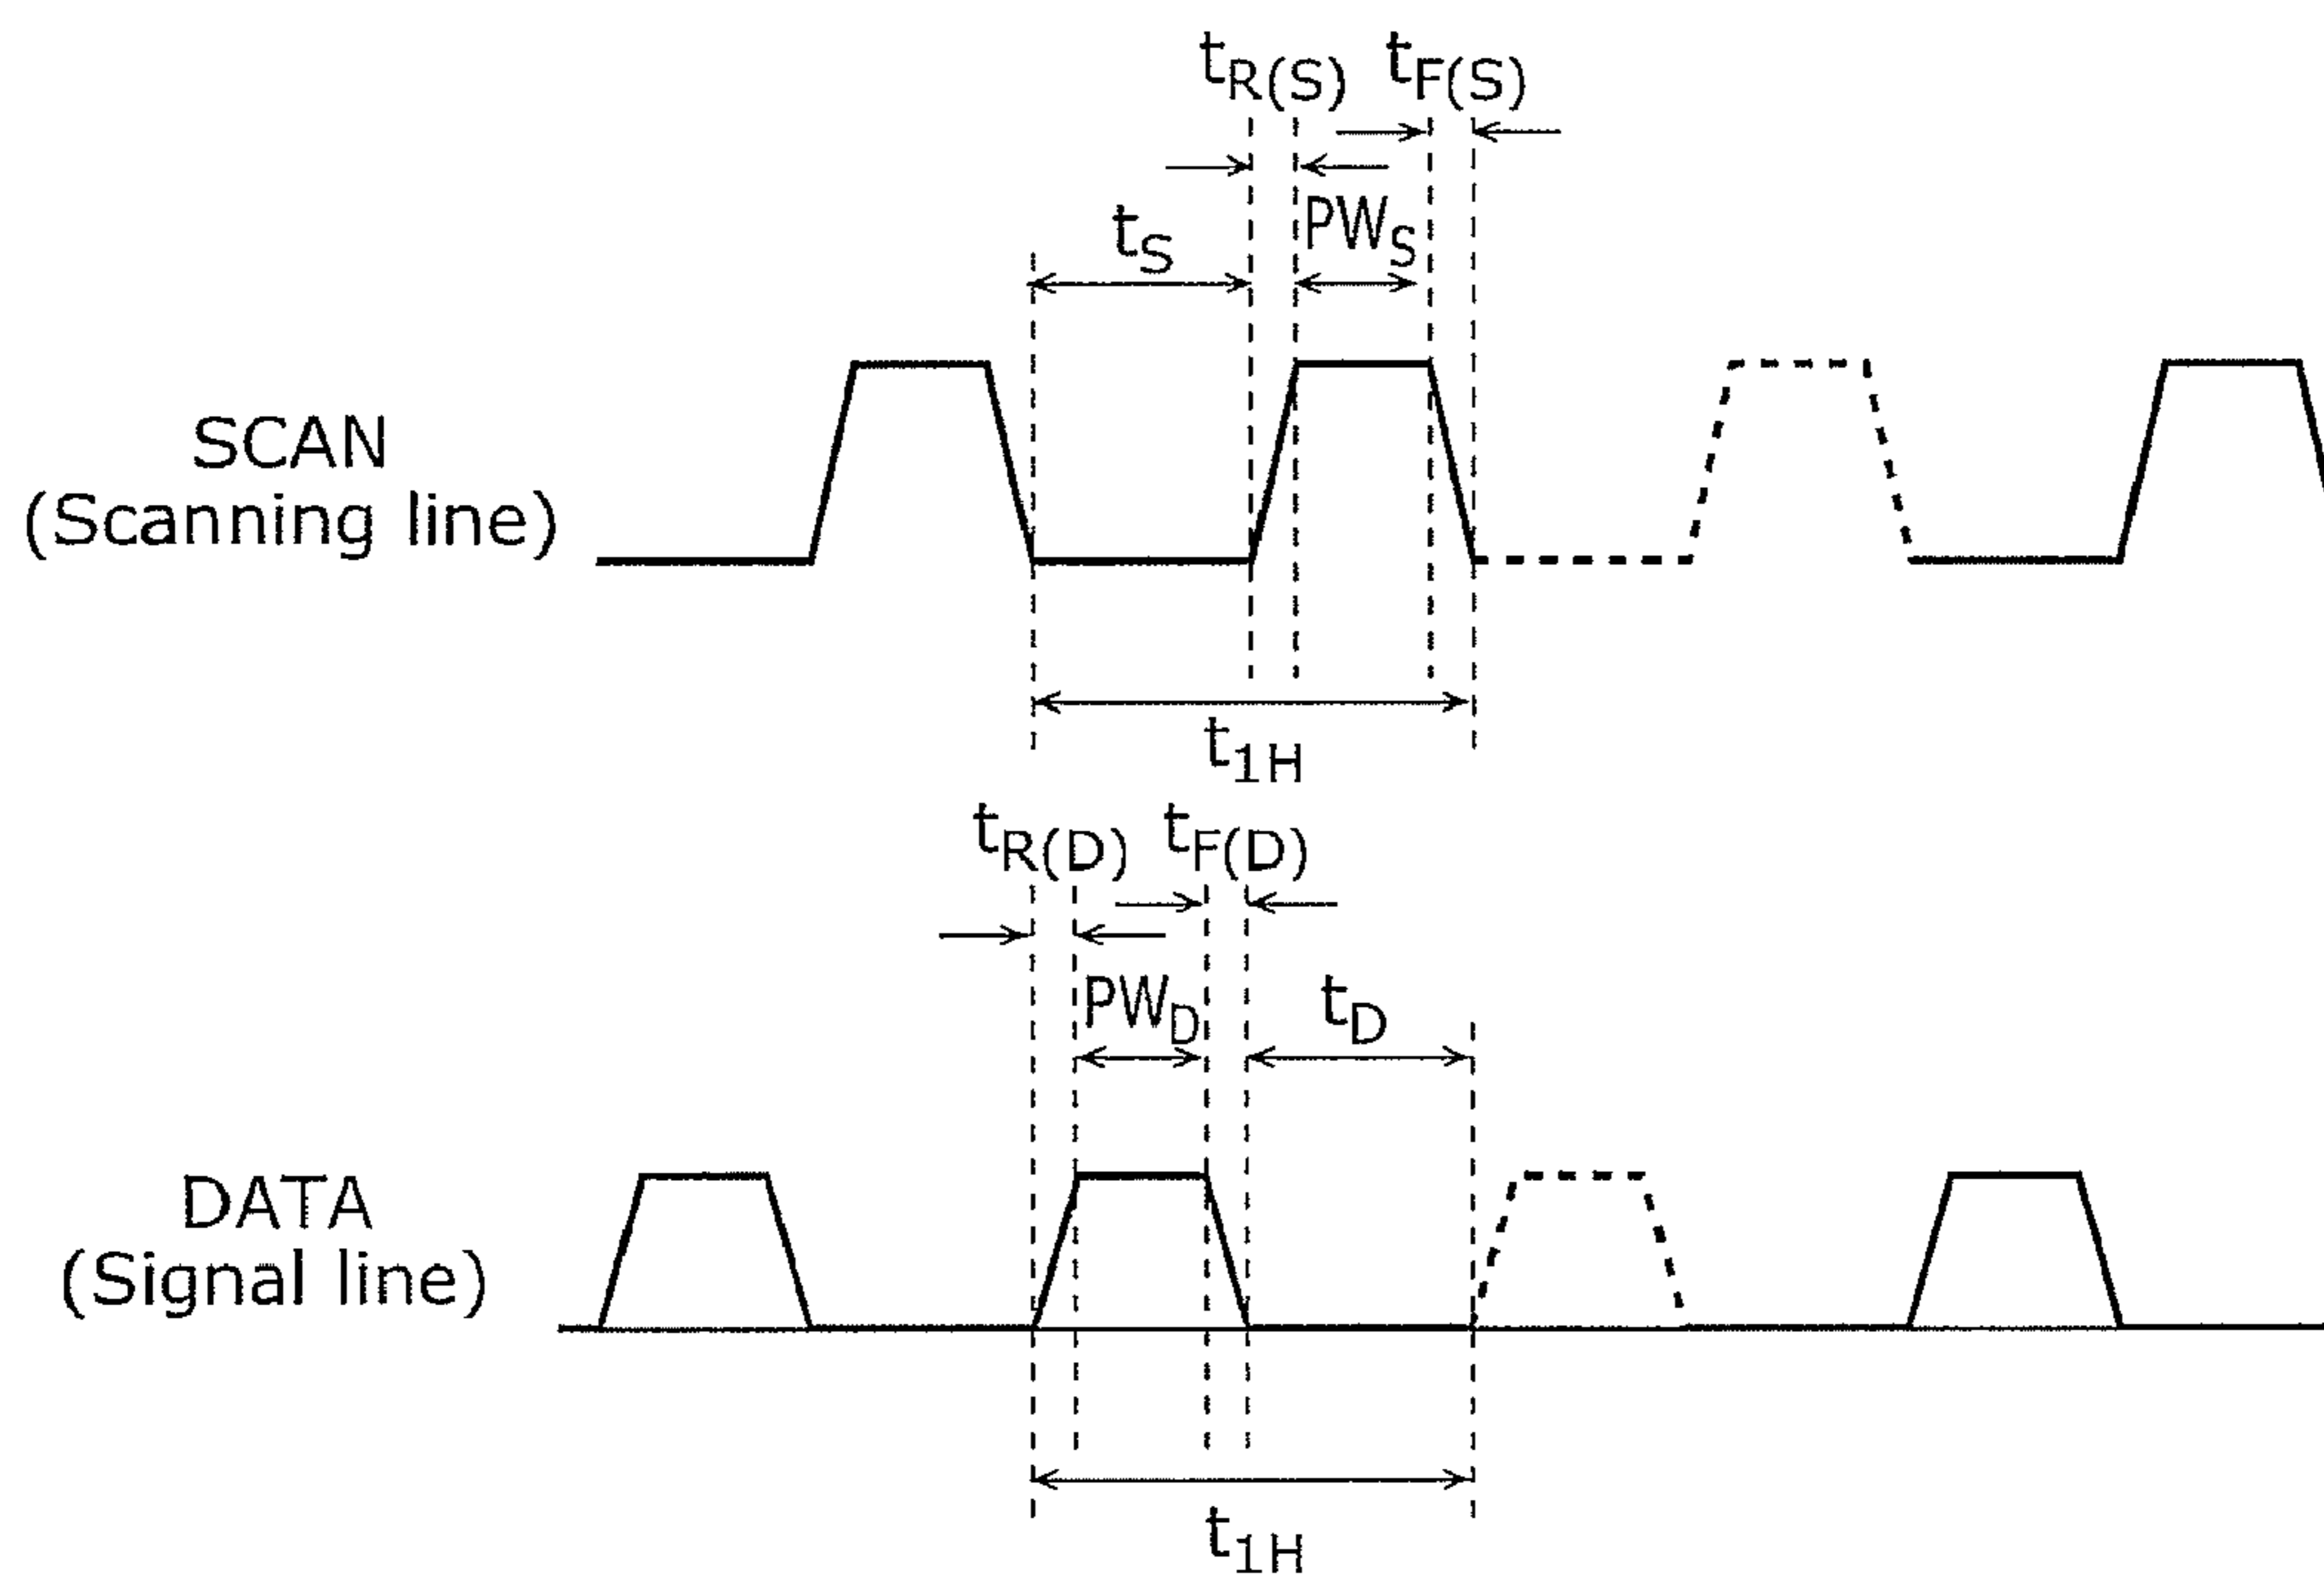 tR(S) tF(S)
PWS
tS
SCAN
(Scanning line)
t1H
tR(D) tF(D)
PWD
tD
DATA
(Signal line)
t1H